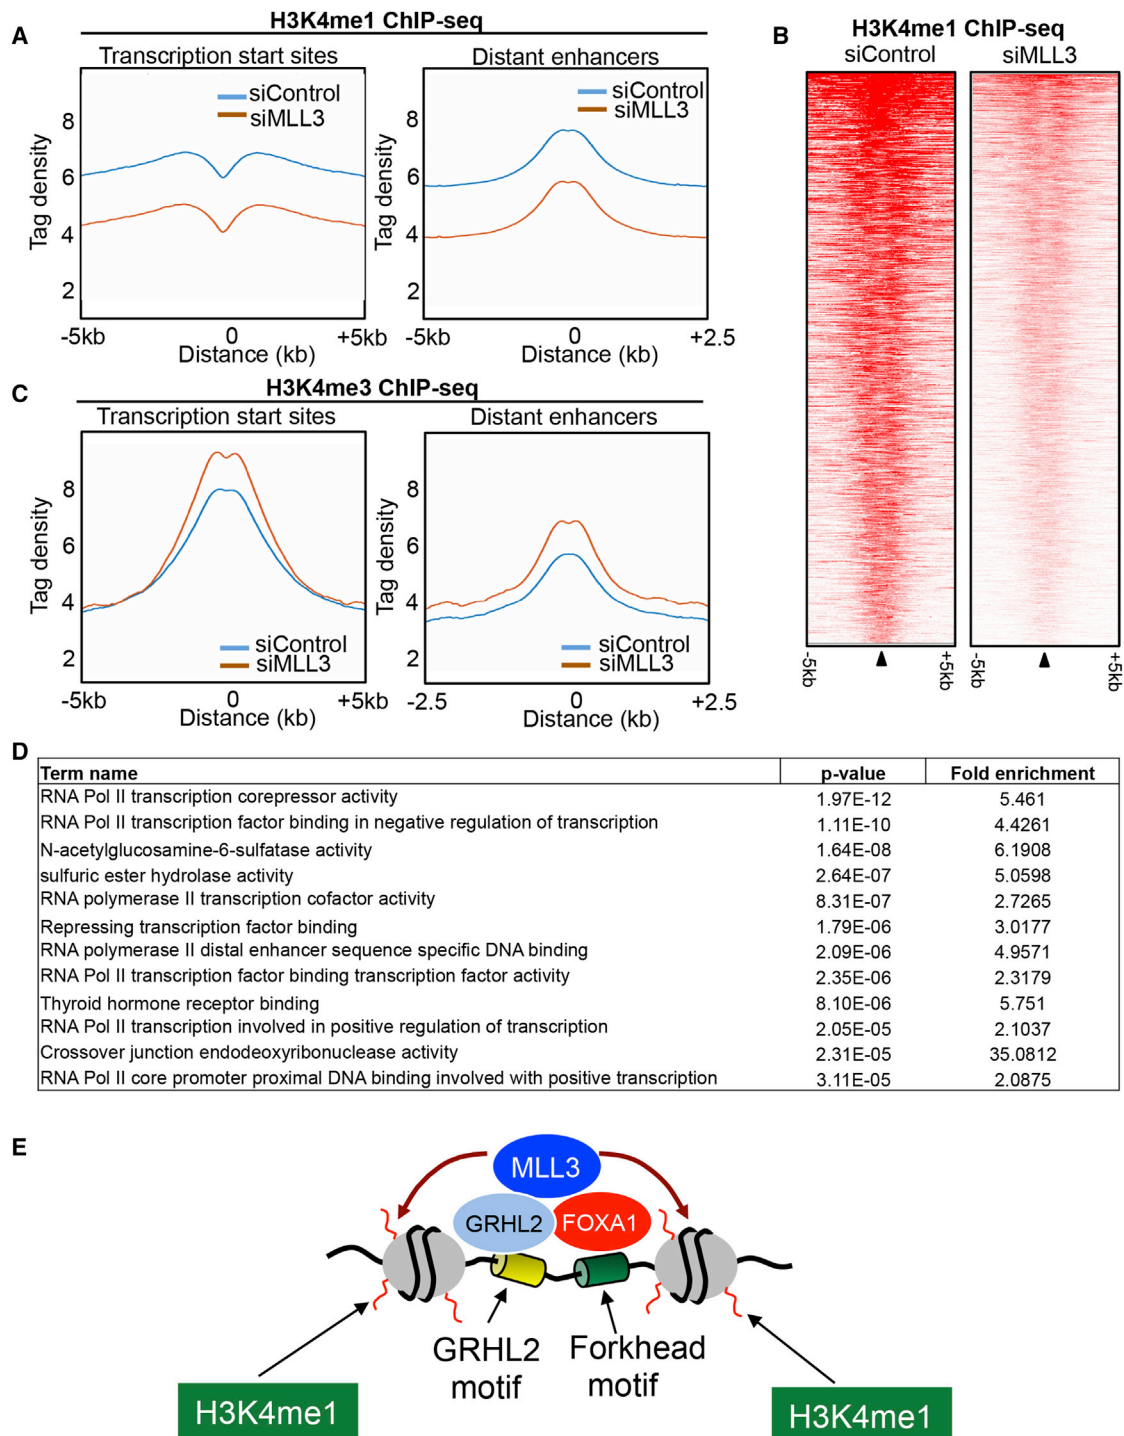 A
H3K4me1 ChIP-seq
Transcription start sites
siControl
siMLL3
Tag density
8
6
4
2
-5kb
0
+5kb
Distance (kb)
Distant enhancers
siControl
siMLL3
Tag density
8
6
4
2
-5kb
0
+2.5
Distance (kb)
B
H3K4me1 ChIP-seq
siControl
siMLL3
-5kb
+5kb
-5kb
+5kb
C
H3K4me3 ChIP-seq
Transcription start sites
Tag density
8
6
4
2
siControl
siMLL3
-5kb
0
+5kb
Distance (kb)
Distant enhancers
Tag density
8
6
4
2
siControl
siMLL3
-2.5
0
+2.5
Distance (kb)
D
Term name p-value Fold enrichment
RNA Pol II transcription corepressor activity 1.97E-12 5.461
RNA Pol II transcription factor binding in negative regulation of transcription 1.11E-10 4.4261
N-acetylglucosamine-6-sulfatase activity 1.64E-08 6.1908
sulfuric ester hydrolase activity 2.64E-07 5.0598
RNA polymerase II transcription cofactor activity 8.31E-07 2.7265
Repressing transcription factor binding 1.79E-06 3.0177
RNA polymerase II distal enhancer sequence specific DNA binding 2.09E-06 4.9571
RNA Pol II transcription factor binding transcription factor activity 2.35E-06 2.3179
Thyroid hormone receptor binding 8.10E-06 5.751
RNA Pol II transcription involved in positive regulation of transcription 2.05E-05 2.1037
Crossover junction endodeoxyribonuclease activity 2.31E-05 35.0812
RNA Pol II core promoter proximal DNA binding involved with positive transcription 3.11E-05 2.0875
E
MLL3
GRHL2
FOXA1
GRHL2
motif
Forkhead
motif
H3K4me1
H3K4me1